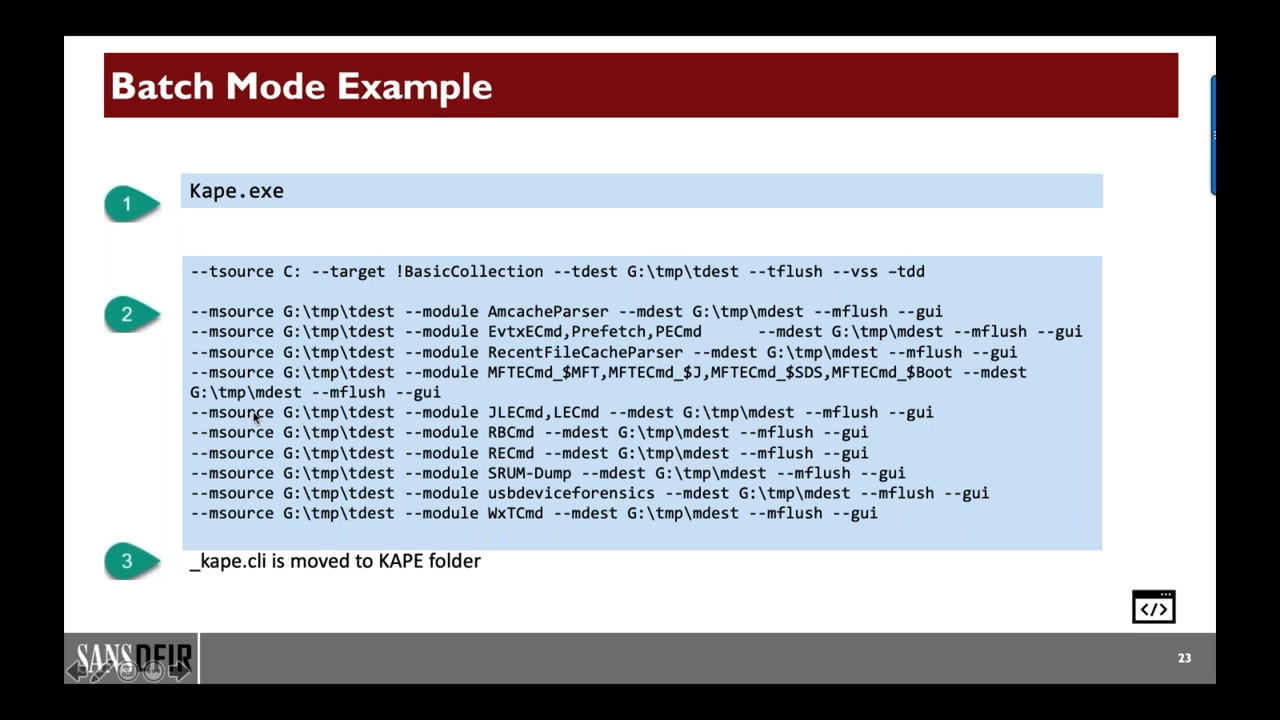 Batch Mode Example
1
Kape.exe
--tsource C: --target !BasicCollection --tdest G:\tmp\tdest --tflush --vss –tdd
2
--msource G:\tmp\tdest --module AmcacheParser --mdest G:\tmp\mdest --mflush --gui
--msource G:\tmp\tdest --module EvtxECmd,Prefetch,PECmd --mdest G:\tmp\mdest --mflush --gui
--msource G:\tmp\tdest --module RecentFileCacheParser --mdest G:\tmp\mdest --mflush --gui
--msource G:\tmp\tdest --module MFTECmd_$MFT,MFTECmd_$J,MFTECmd_$SDS,MFTECmd_$Boot --mdest
G:\tmp\mdest --mflush --gui
--msource G:\tmp\tdest --module JLECmd,LECmd --mdest G:\tmp\mdest --mflush --gui
--msource G:\tmp\tdest --module RBCmd --mdest G:\tmp\mdest --mflush --gui
--msource G:\tmp\tdest --module RECmd --mdest G:\tmp\mdest --mflush --gui
--msource G:\tmp\tdest --module SRUM-Dump --mdest G:\tmp\mdest --mflush --gui
--msource G:\tmp\tdest --module usbdeviceforensics --mdest G:\tmp\mdest --mflush --gui
--msource G:\tmp\tdest --module WxTCmd --mdest G:\tmp\mdest --mflush --gui
3
_kape.cli is moved to KAPE folder
</>
SANS DFIR
23